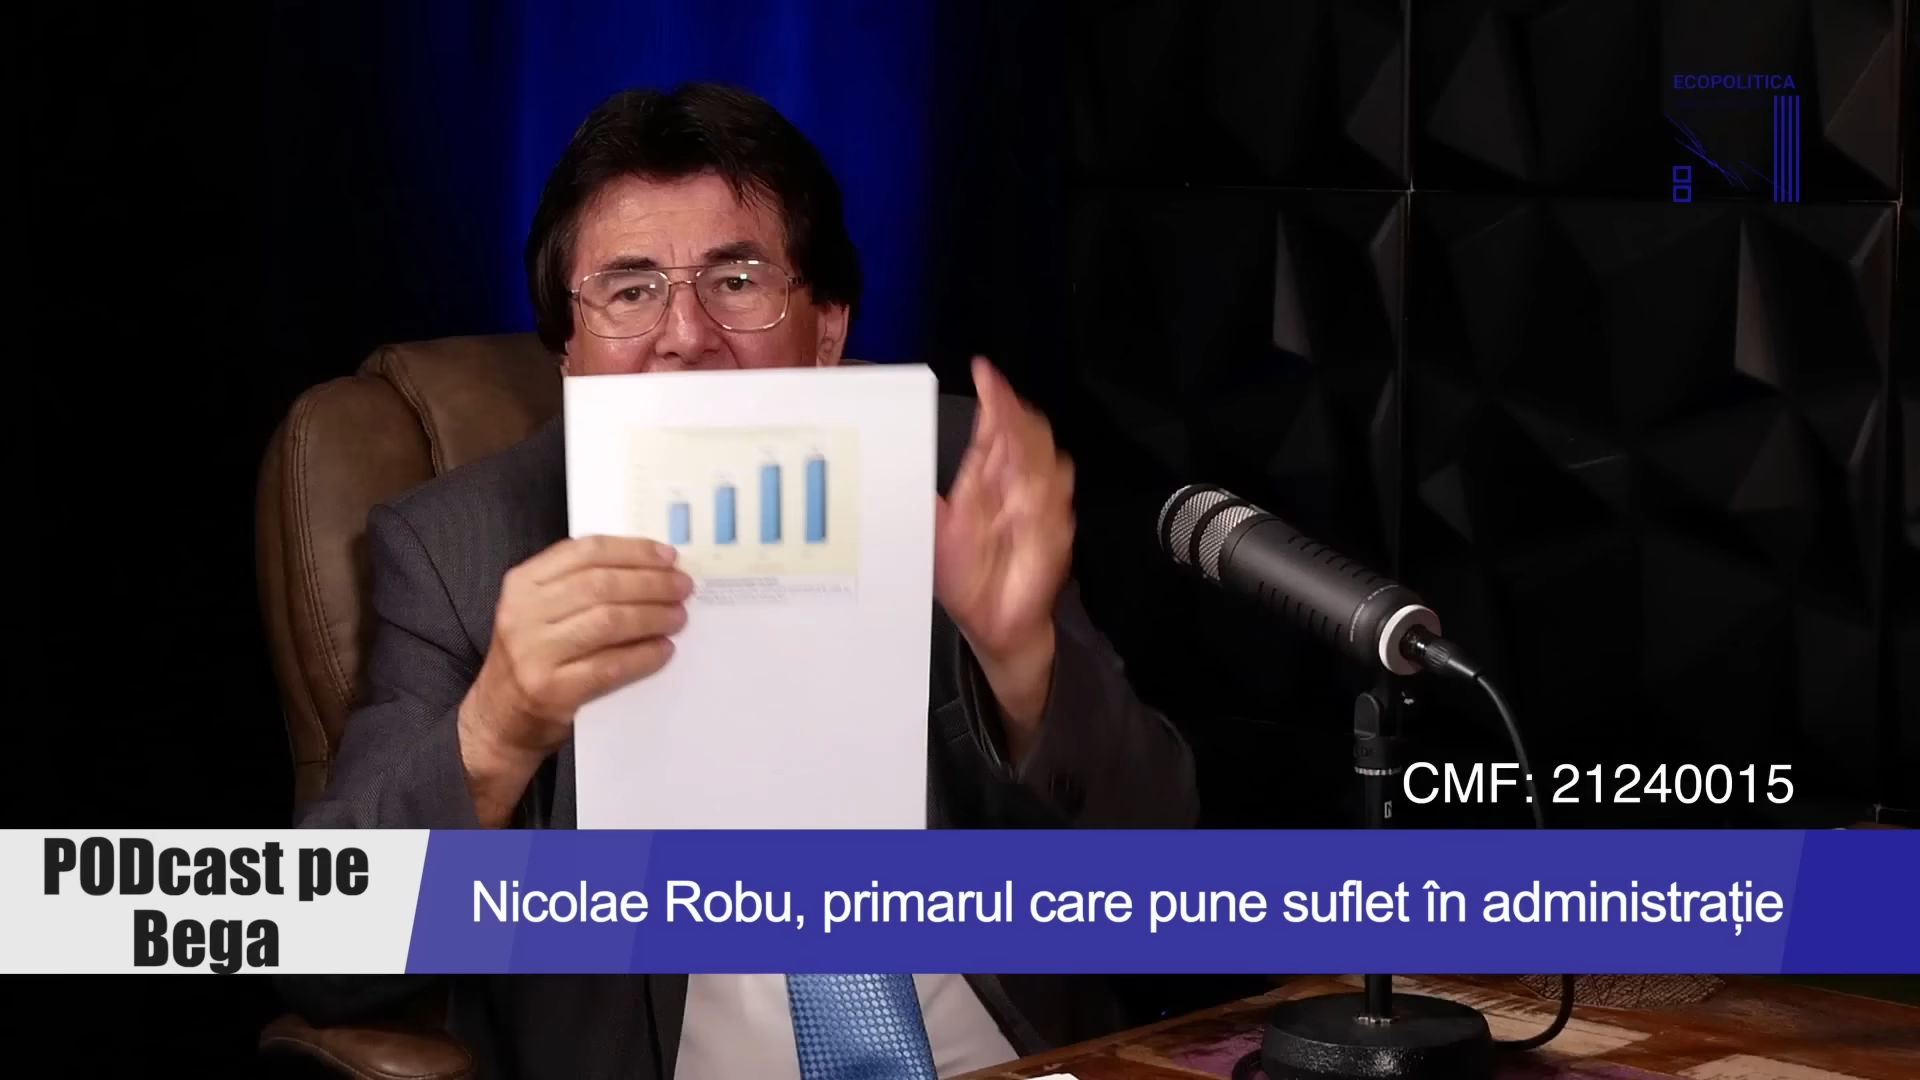 ECOPOLITICA
CMF: 21240015
PODcast pe
Bega
Nicolae Robu, primarul care pune suflet în administrație